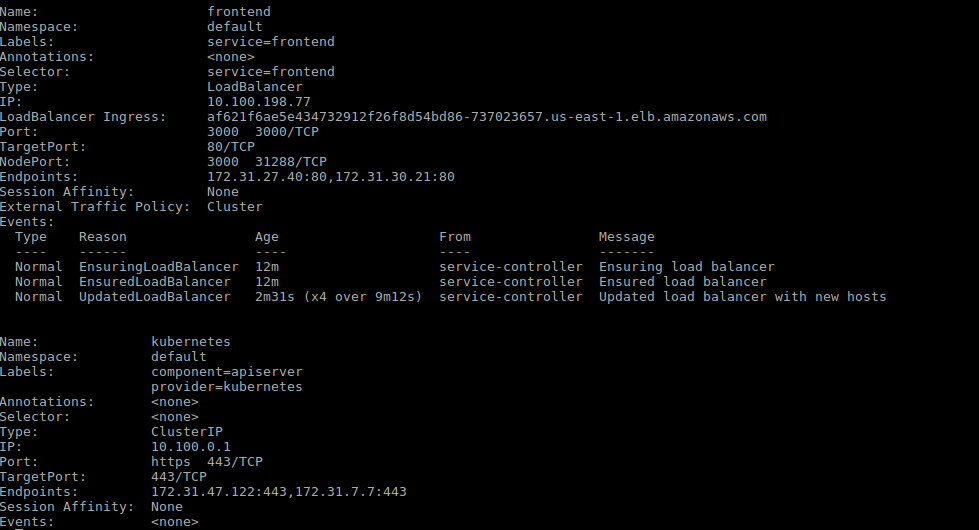 Name:                     frontend
Namespace:                default
Labels:                   service=frontend
Annotations:              <none>
Selector:                 service=frontend
Type:                     LoadBalancer
IP:                       10.100.198.77
LoadBalancer Ingress:     af621f6ae5e434732912f26f8d54bd86-737023657.us-east-1.elb.amazonaws.com
Port:                     3000  3000/TCP
TargetPort:               80/TCP
NodePort:                 3000  31288/TCP
Endpoints:                172.31.27.40:80,172.31.30.21:80
Session Affinity:         None
External Traffic Policy:  Cluster
Events:
  Type    Reason                Age                    From                Message
  ----    ------                ----                   ----                -------
  Normal  EnsuringLoadBalancer  12m                    service-controller  Ensuring load balancer
  Normal  EnsuredLoadBalancer   12m                    service-controller  Ensured load balancer
  Normal  UpdatedLoadBalancer   2m31s (x4 over 9m12s)  service-controller  Updated load balancer with new hosts

Name:              kubernetes
Namespace:         default
Labels:            component=apiserver
                   provider=kubernetes
Annotations:       <none>
Selector:          <none>
Type:              ClusterIP
IP:                10.100.0.1
Port:              https  443/TCP
TargetPort:        443/TCP
Endpoints:         172.31.47.122:443,172.31.7.7:443
Session Affinity:  None
Events:            <none>